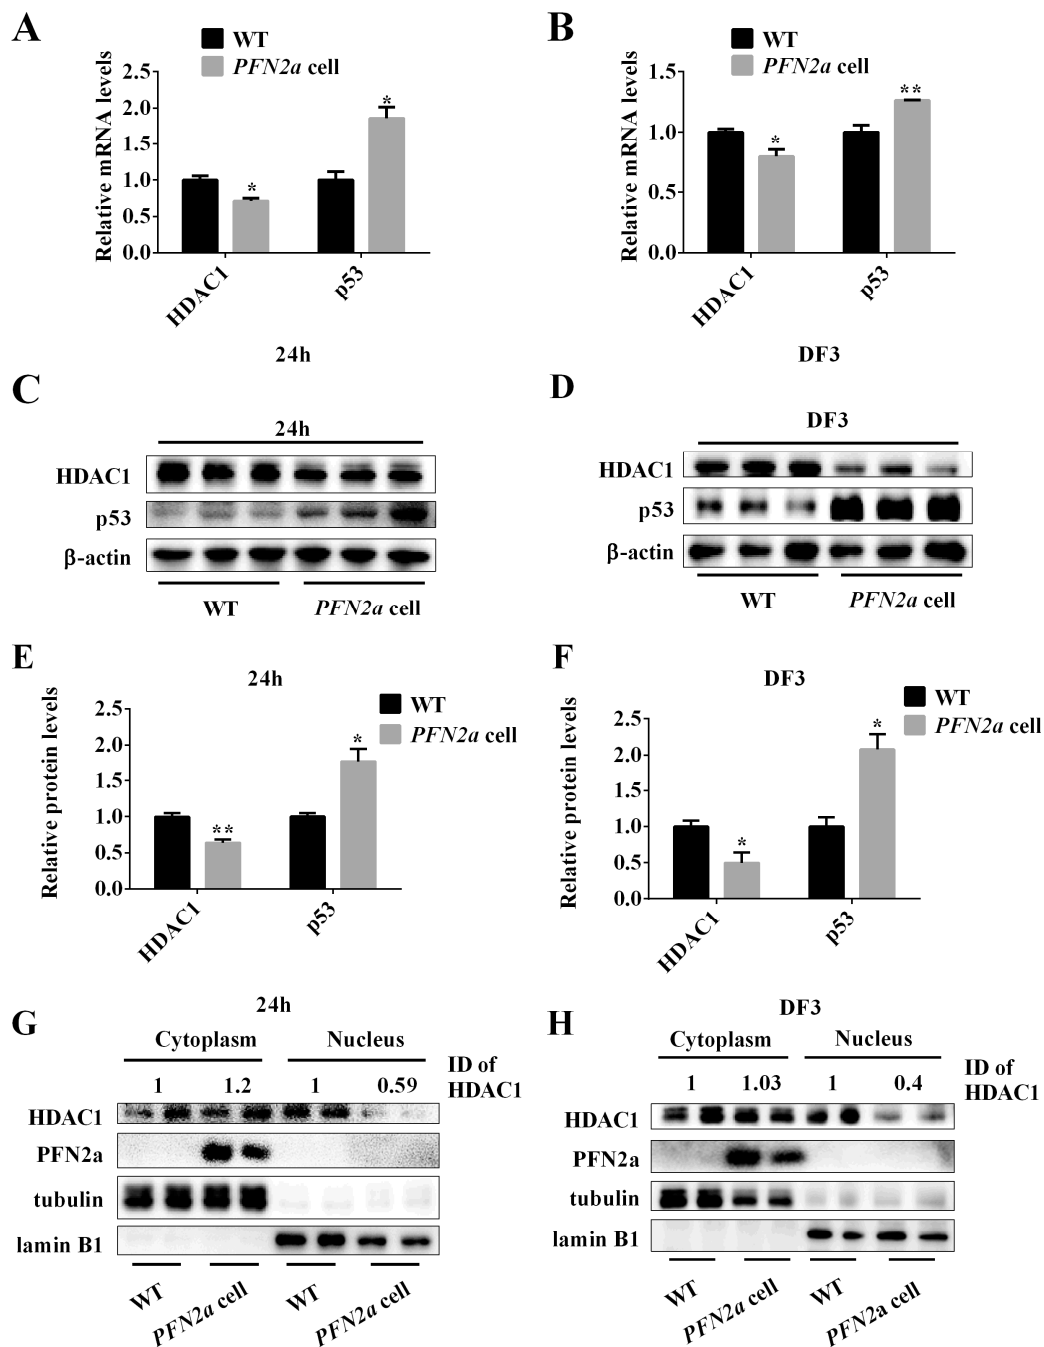 A
WT
PFN2a cell
Relative mRNA levels
2.5
2.0
1.5
1.0
0.5
0.0
*
*
HDAC1
p53
24h
B
WT
PFN2a cell
Relative mRNA levels
1.5
1.0
0.5
0.0
*
**
HDAC1
p53
DF3
C
24h
HDAC1
p53
β-actin
WT
PFN2a cell
D
DF3
HDAC1
p53
β-actin
WT
PFN2a cell
E
24h
WT
PFN2a cell
Relative protein levels
2.5
2.0
1.5
1.0
0.5
0.0
**
*
HDAC1
p53
F
DF3
WT
PFN2a cell
Relative protein levels
2.5
2.0
1.5
1.0
0.5
0.0
*
*
HDAC1
p53
G
24h
Cytoplasm Nucleus
1 1.2 1 0.59
ID of
HDAC1
HDAC1
PFN2a
tubulin
lamin B1
WT
PFN2a cell
WT
PFN2a cell
H
DF3
Cytoplasm Nucleus
1 1.03 1 0.4
ID of
HDAC1
HDAC1
PFN2a
tubulin
lamin B1
WT
PFN2a cell
WT
PFN2a cell